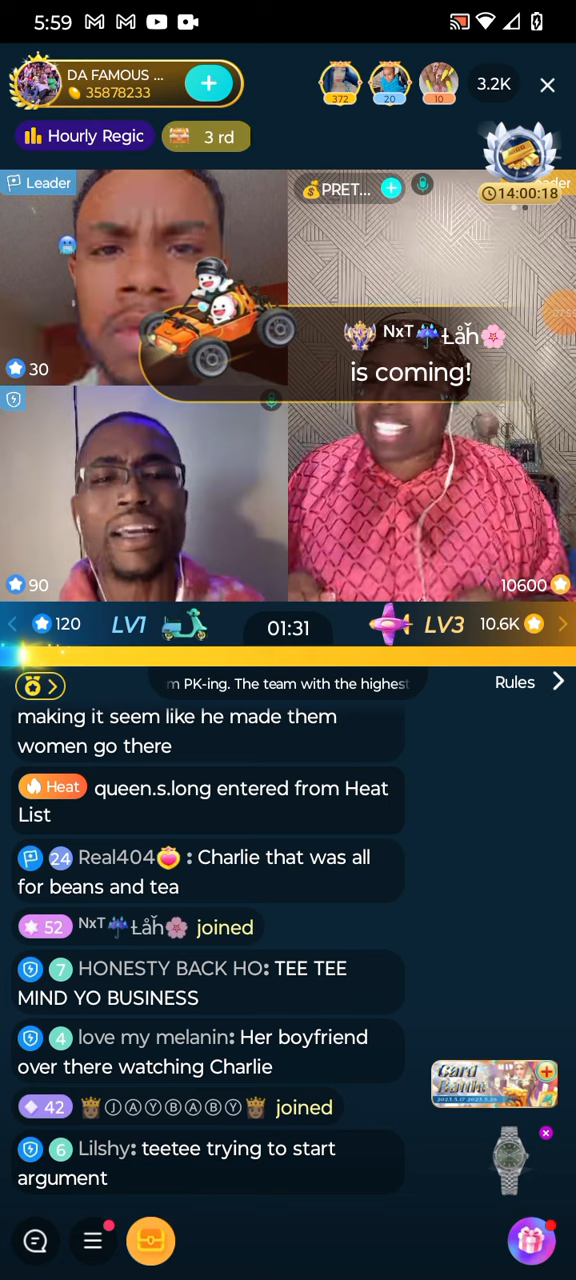 5:59
DA FAMOUS ...
35878233
372
20
10
3.2K
Hourly Regic
3 rd
14:00:18
Leader
PRET...
30
ᴺˣᵀ☂️Ƚåȟ🌸
is coming!
90
10600
120
LV1
01:31
LV3
10.6K
m PK-ing. The team with the highest
Rules
making it seem like he made them
women go there
Heat queen.s.long entered from Heat
List
24 Real404🍑 : Charlie that was all
for beans and tea
52 ᴺˣᵀ☂️Ƚåȟ🌸 joined
7 HONESTY BACK HO: TEE TEE
MIND YO BUSINESS
4 love my melanin: Her boyfriend
over there watching Charlie
42 🤴🏾ⒿⒶⓎⒷⒶⒷⓎ🤴🏾 joined
6 Lilshy: teetee trying to start
argument
Card
Battle